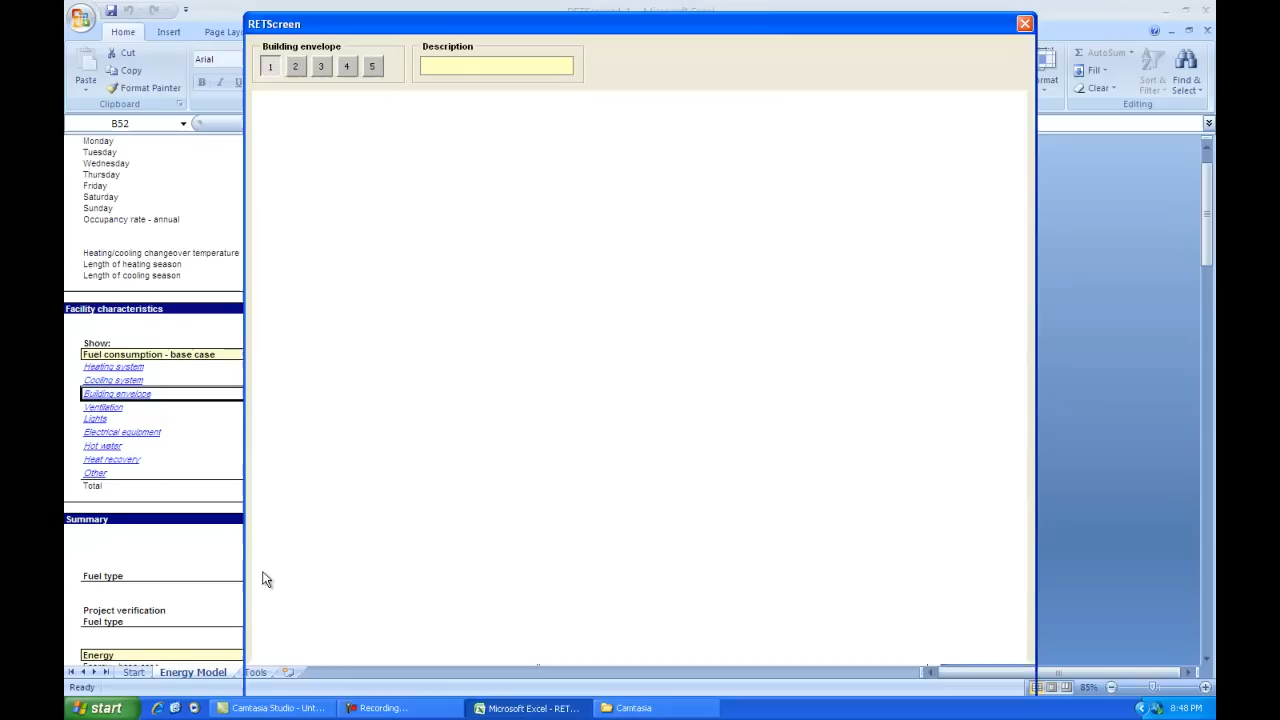 RETScreen
Building envelope
Description
1 2 3 4 5
Home Insert Page Lay
Cut
Copy
Format Painter
Paste
Clipboard
Arial
B I U
B52
AutoSum
Fill
Clear
Sort & Filter
Find & Select
Editing
ormat
Monday
Tuesday
Wednesday
Thursday
Friday
Saturday
Sunday
Occupancy rate - annual
Heating/cooling changeover temperature
Length of heating season
Length of cooling season
Facility characteristics
Show:
Fuel consumption - base case
Heating system
Cooling system
Building envelope
Ventilation
Lights
Electrical equipment
Hot water
Heat recovery
Other
Total
Summary
Fuel type
Project verification
Fuel type
Energy
Start Energy Model Tools
Ready
85%
start
Camtasia Studio - Unt...
Recording...
Microsoft Excel - RET...
Camtasia
8:48 PM